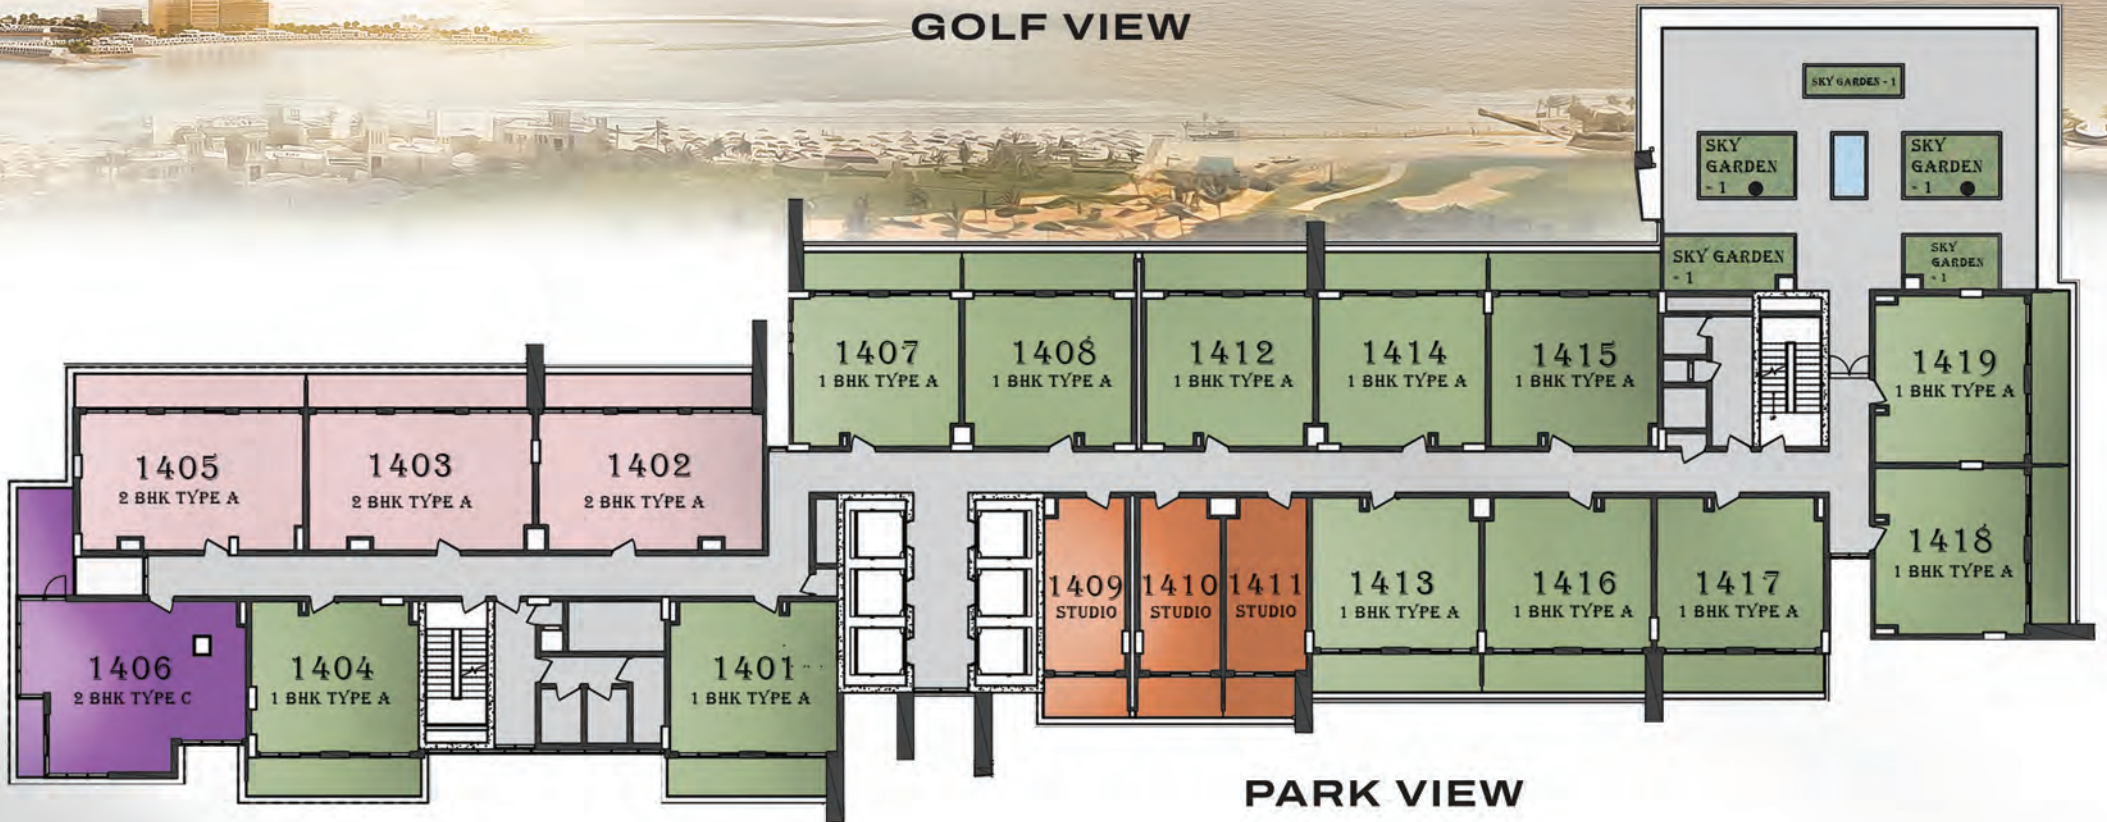 GOLF VIEW
SKY GARDEN - 1
SKY
GARDEN
- 1
SKY
GARDEN
- 1
SKY GARDEN
- 1
SKY
GARDEN
- 1
1407
1 BHK TYPE A
1408
1 BHK TYPE A
1412
1 BHK TYPE A
1414
1 BHK TYPE A
1415
1 BHK TYPE A
1419
1 BHK TYPE A
1405
2 BHK TYPE A
1403
2 BHK TYPE A
1402
2 BHK TYPE A
1418
1 BHK TYPE A
1409
STUDIO
1410
STUDIO
1411
STUDIO
1413
1 BHK TYPE A
1416
1 BHK TYPE A
1417
1 BHK TYPE A
1406
2 BHK TYPE C
1404
1 BHK TYPE A
1401
1 BHK TYPE A
PARK VIEW